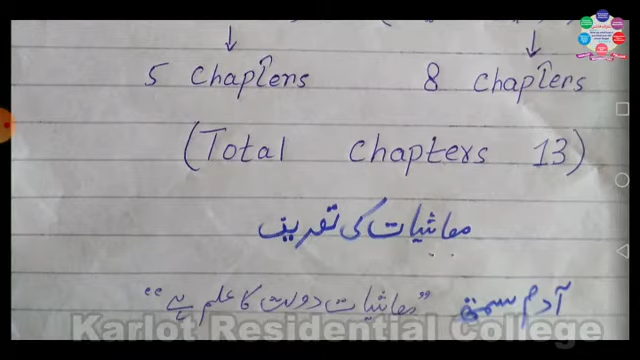 5 Chapters 8 Chapters
(Total Chapters 13)
معاشیات کی تعریف
آدم سمتھ "معاشیات دولت کا علم ہے"
Karlot Residential College